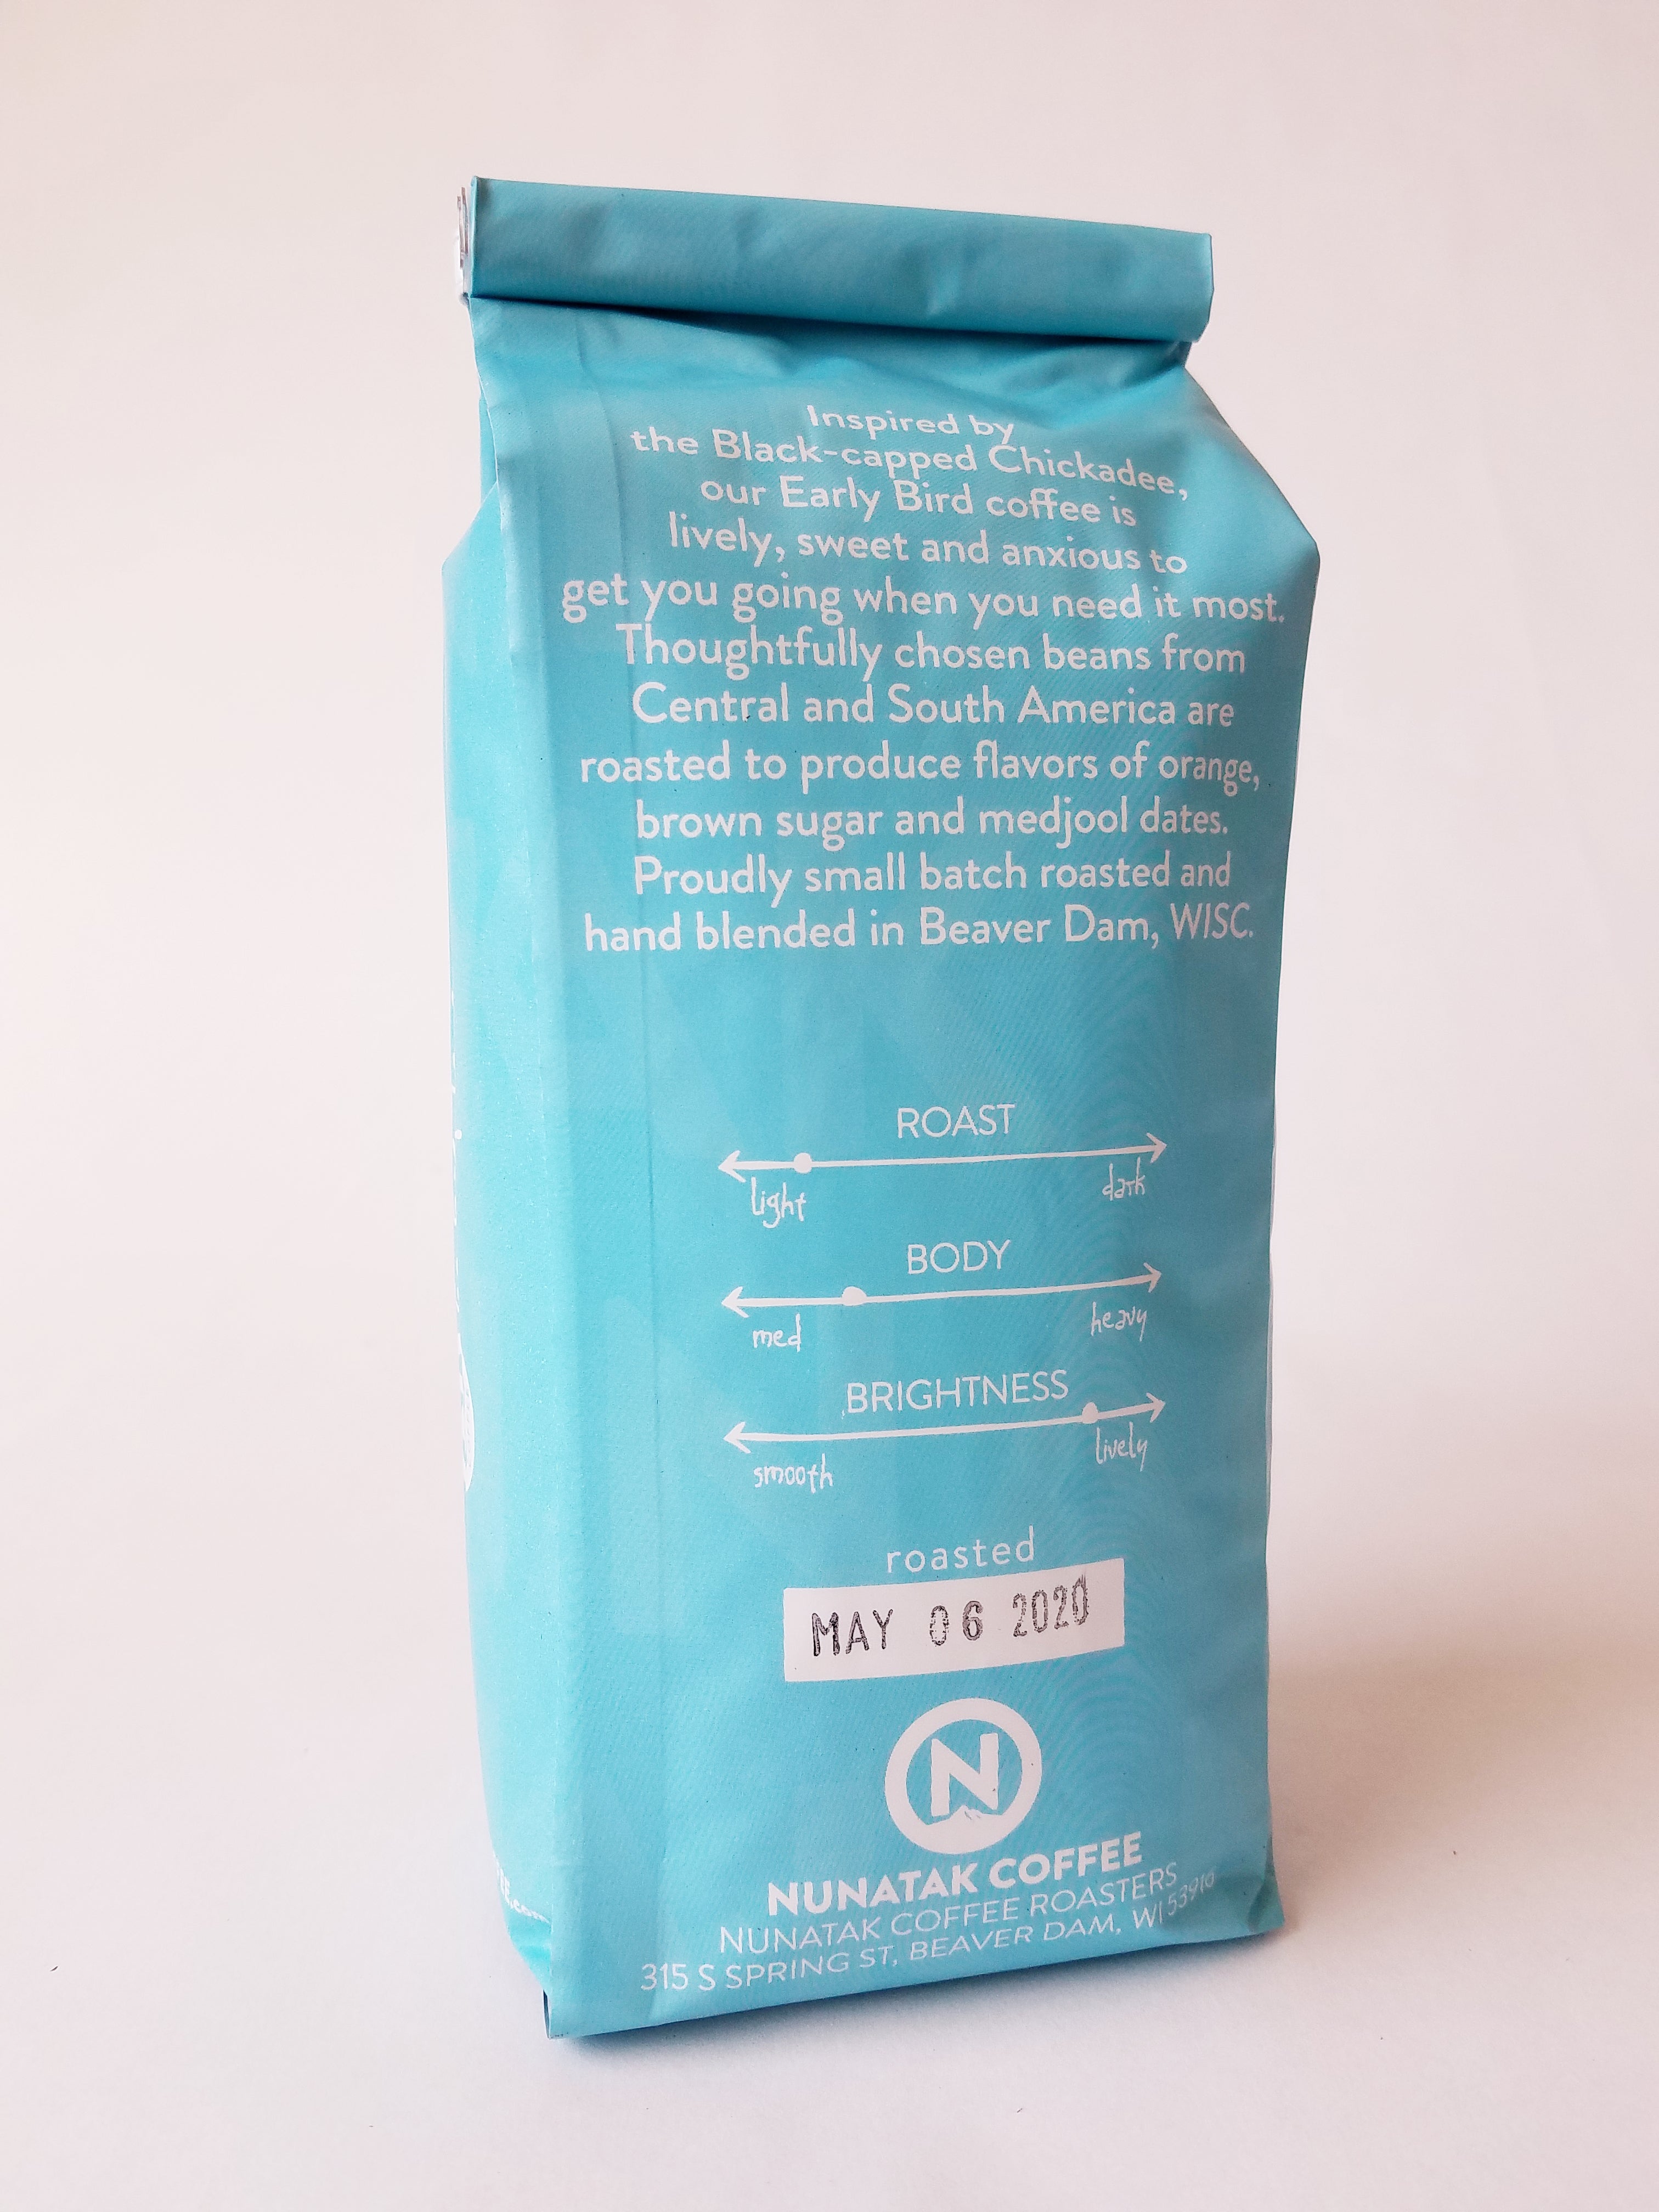 Inspired by
the Black-capped Chickadee,
our Early Bird coffee is
lively, sweet and anxious to
get you going when you need it most.
Thoughtfully chosen beans from
Central and South America are
roasted to produce flavors of orange,
brown sugar and medjool dates.
Proudly small batch roasted and
hand blended in Beaver Dam, WISC.
ROAST
light dark
BODY
med heavy
BRIGHTNESS
smooth lively
roasted
MAY 06 2020
N
NUNATAK COFFEE
NUNATAK COFFEE ROASTERS
315 S SPRING ST, BEAVER DAM, WI 53916